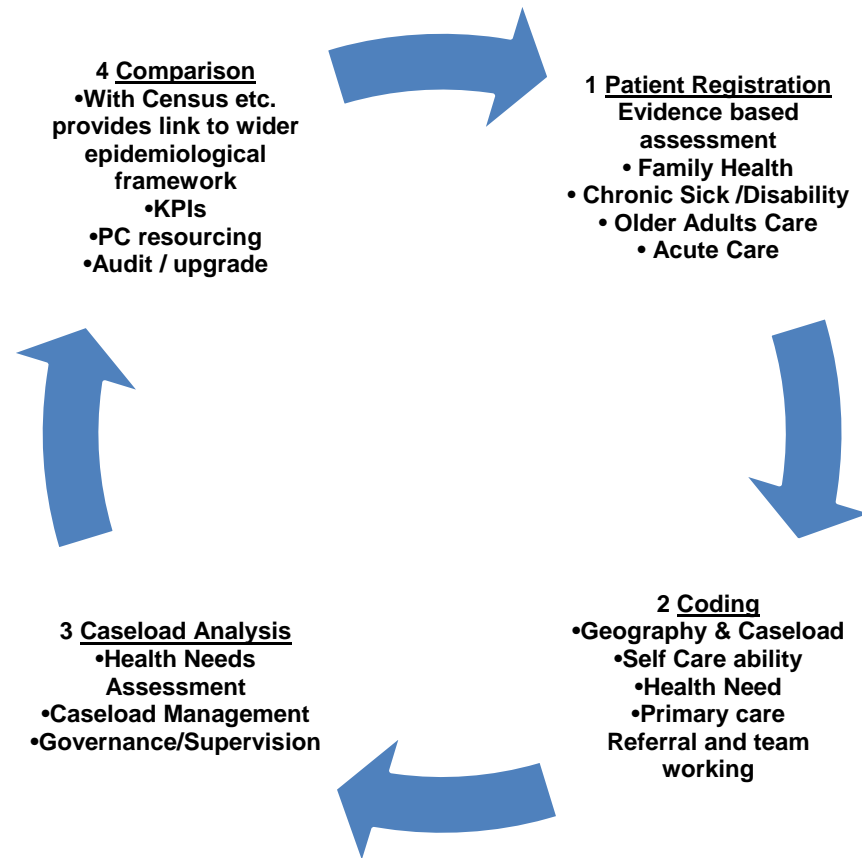 4 Comparison
•With Census etc.
provides link to wider
epidemiological
framework
•KPIs
•PC resourcing
•Audit / upgrade
1 Patient Registration
Evidence based
assessment
• Family Health
• Chronic Sick /Disability
• Older Adults Care
• Acute Care
2 Coding
•Geography & Caseload
•Self Care ability
•Health Need
•Primary care
Referral and team
working
3 Caseload Analysis
•Health Needs
Assessment
•Caseload Management
•Governance/Supervision